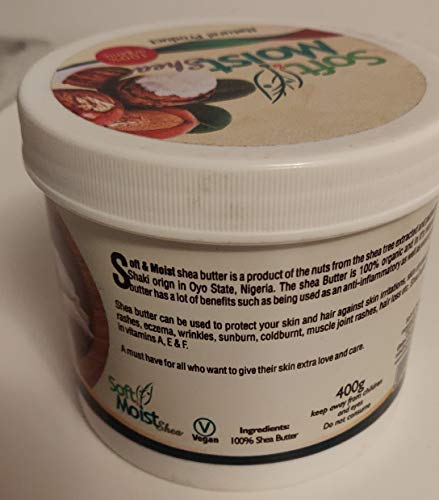 Natural Product
Soft &
Moist Shea
Soft & Moist shea butter is a product of the nuts from the shea tree extracted
Shaki orign in Oyo State, Nigeria. The shea Butter is 100% organic and in
butter has a lot of benefits such as being used as an anti-inflammatory as well
Shea butter can be used to protect your skin and hair against skin irritations,
rashes, eczema, wrinkles, sunburn, coldburnt, muscle joint rashes, hair loss etc.
in vitamins A, E & F.
A must have for all who want to give their skin extra love and care.
Soft
Moist Shea
V
Vegan
Ingredients:
100% Shea Butter
400g
keep away from children
and eyes
Do not consume